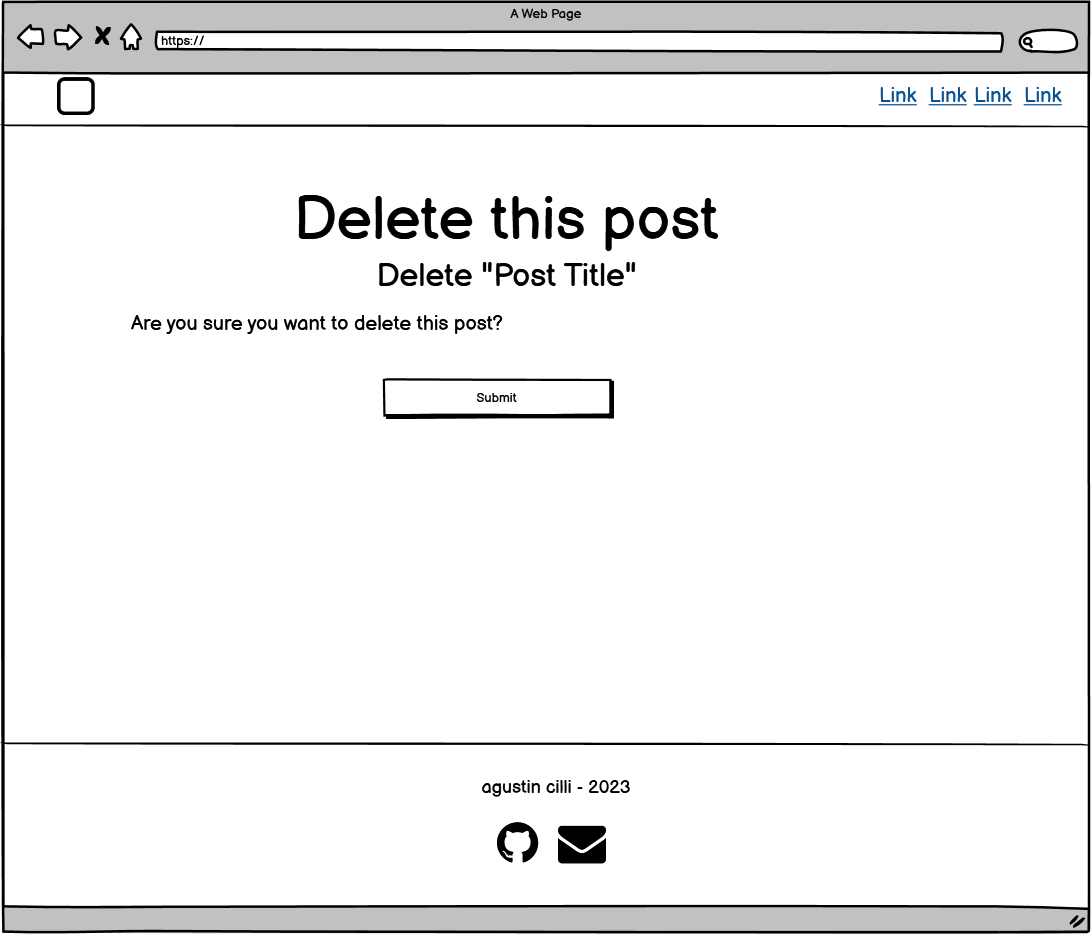 A Web Page
https://
Link Link Link Link
Delete this post
Delete "Post Title"
Are you sure you want to delete this post?
Submit
agustin cilli - 2023